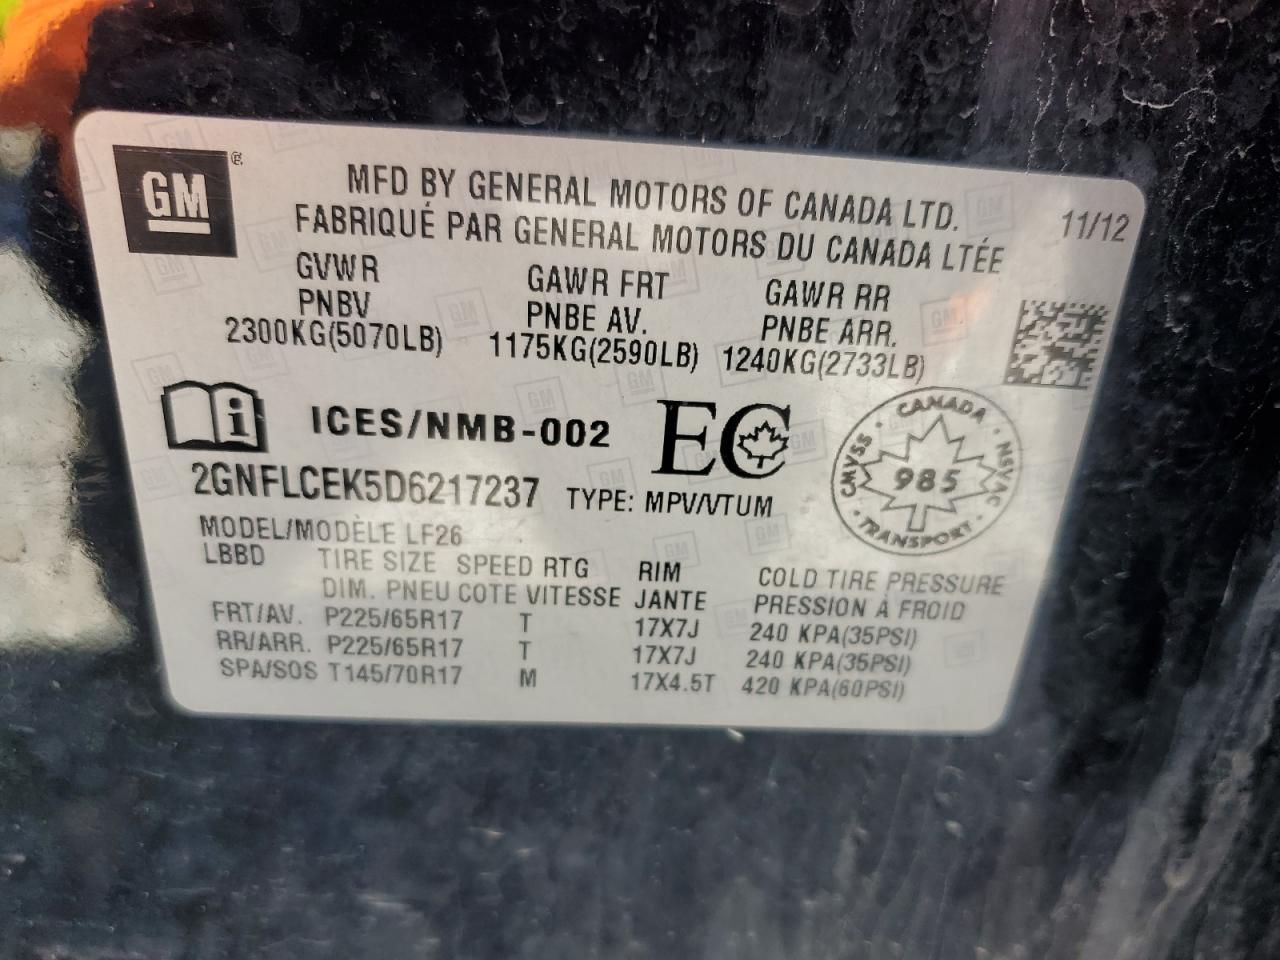 GM
MFD BY GENERAL MOTORS OF CANADA LTD. 11/12
FABRIQUÉ PAR GENERAL MOTORS DU CANADA LTÉE
GVWR GAWR FRT GAWR RR
PNBV PNBE AV. PNBE ARR.
2300KG(5070LB) 1175KG(2590LB) 1240KG(2733LB)
ICES/NMB-002 EC
CANADA
CMVSS 985 NSVAC
TRANSPORT
2GNFLCEK5D6217237 TYPE: MPV/VTUM
MODEL/MODÈLE LF26
LBBD TIRE SIZE SPEED RTG RIM COLD TIRE PRESSURE
DIM. PNEU COTE VITESSE JANTE PRESSION À FROID
FRT/AV. P225/65R17 T 17X7J 240 KPA(35PSI)
RR/ARR. P225/65R17 T 17X7J 240 KPA(35PSI)
SPA/SOS T145/70R17 M 17X4.5T 420 KPA(60PSI)